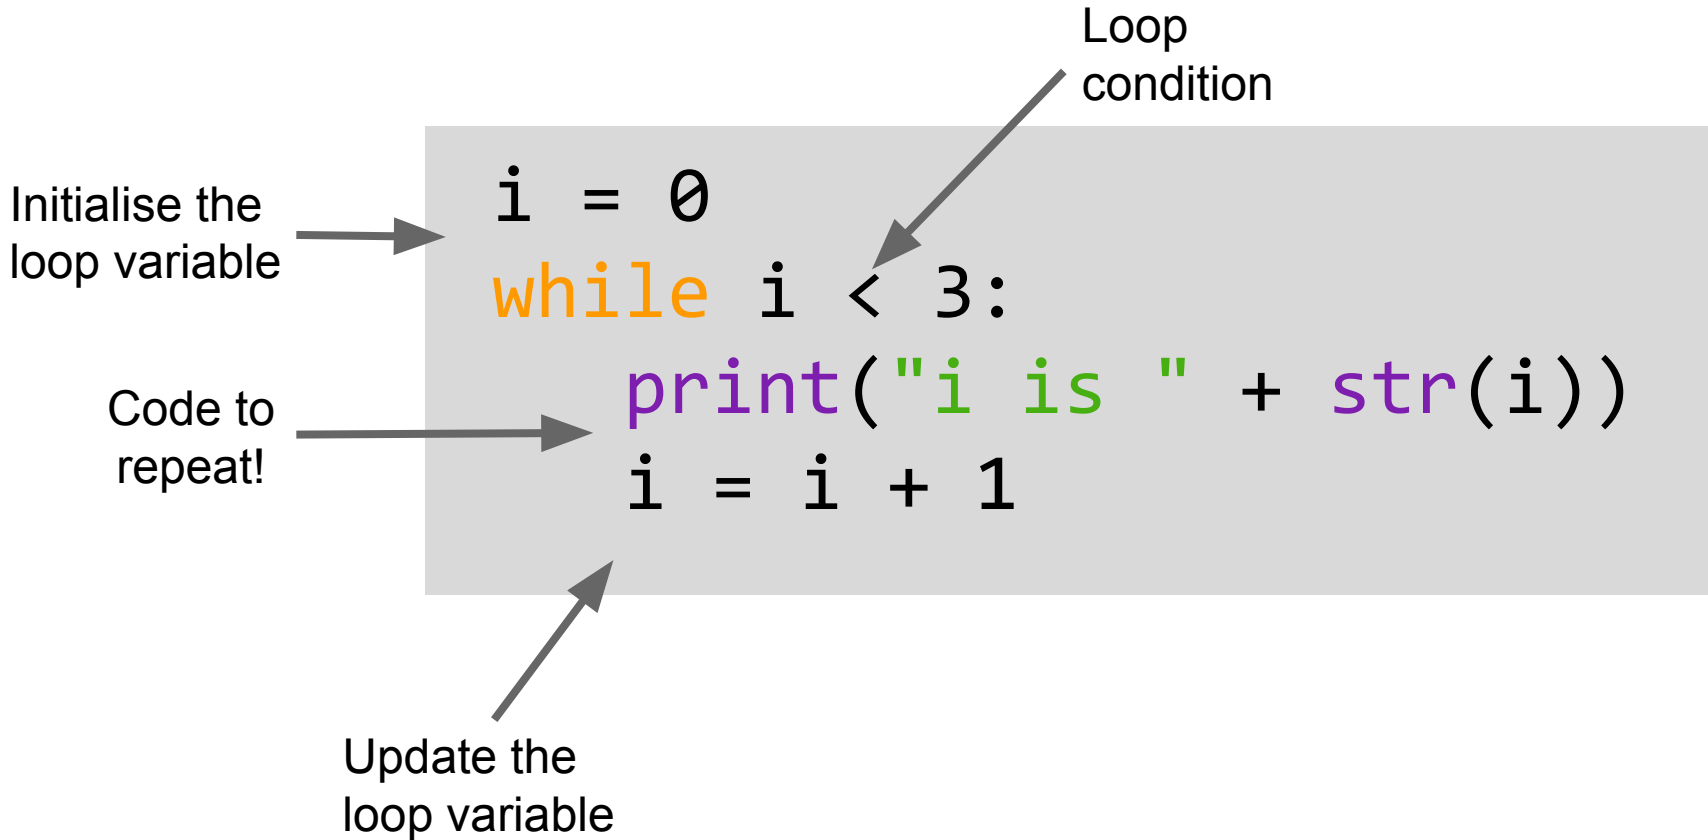 Loop
condition
Initialise the
loop variable
i = 0
while i < 3:
print("i is " + str(i))
i = i + 1
Code to
repeat!
Update the
loop variable